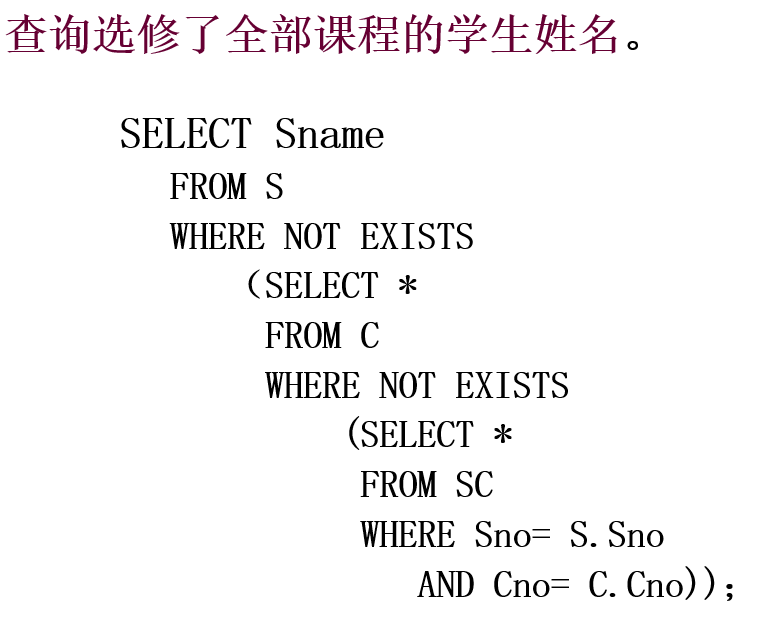 查询选修了全部课程的学生姓名。
SELECT Sname
FROM S
WHERE NOT EXISTS
（SELECT *
FROM C
WHERE NOT EXISTS
(SELECT *
FROM SC
WHERE Sno= S.Sno
AND Cno= C.Cno))；